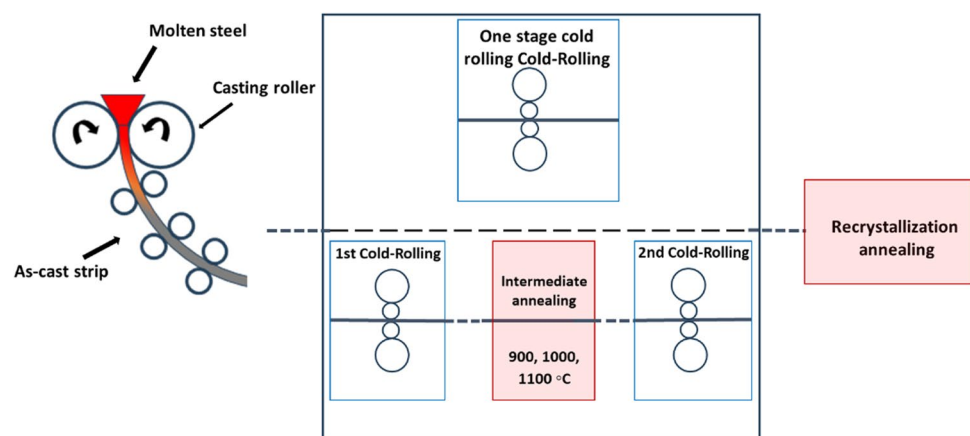 Molten steel
Casting roller
As-cast strip
One stage cold
rolling Cold-Rolling
1st Cold-Rolling
Intermediate
annealing
900, 1000,
1100 °C
2nd Cold-Rolling
Recrystallization
annealing